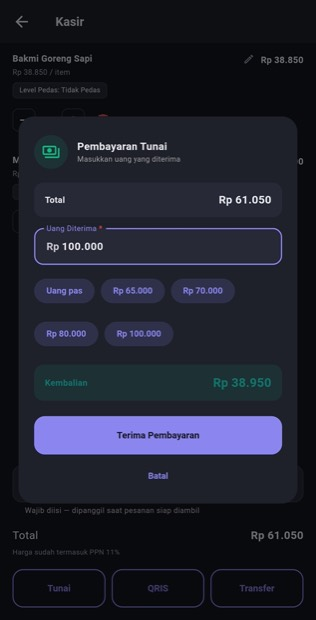 Kasir
Bakmi Goreng Sapi
Rp 38.850
Rp 38.850 / item
Level Pedas: Tidak Pedas
Pembayaran Tunai
Masukkan uang yang diterima
Total
Rp 61.050
Uang Diterima *
Rp 100.000
Uang pas
Rp 65.000
Rp 70.000
Rp 80.000
Rp 100.000
Kembalian
Rp 38.950
Terima Pembayaran
Batal
Wajib diisi — dipanggil saat pesanan siap diambil
Total
Rp 61.050
Harga sudah termasuk PPN 11%
Tunai
QRIS
Transfer